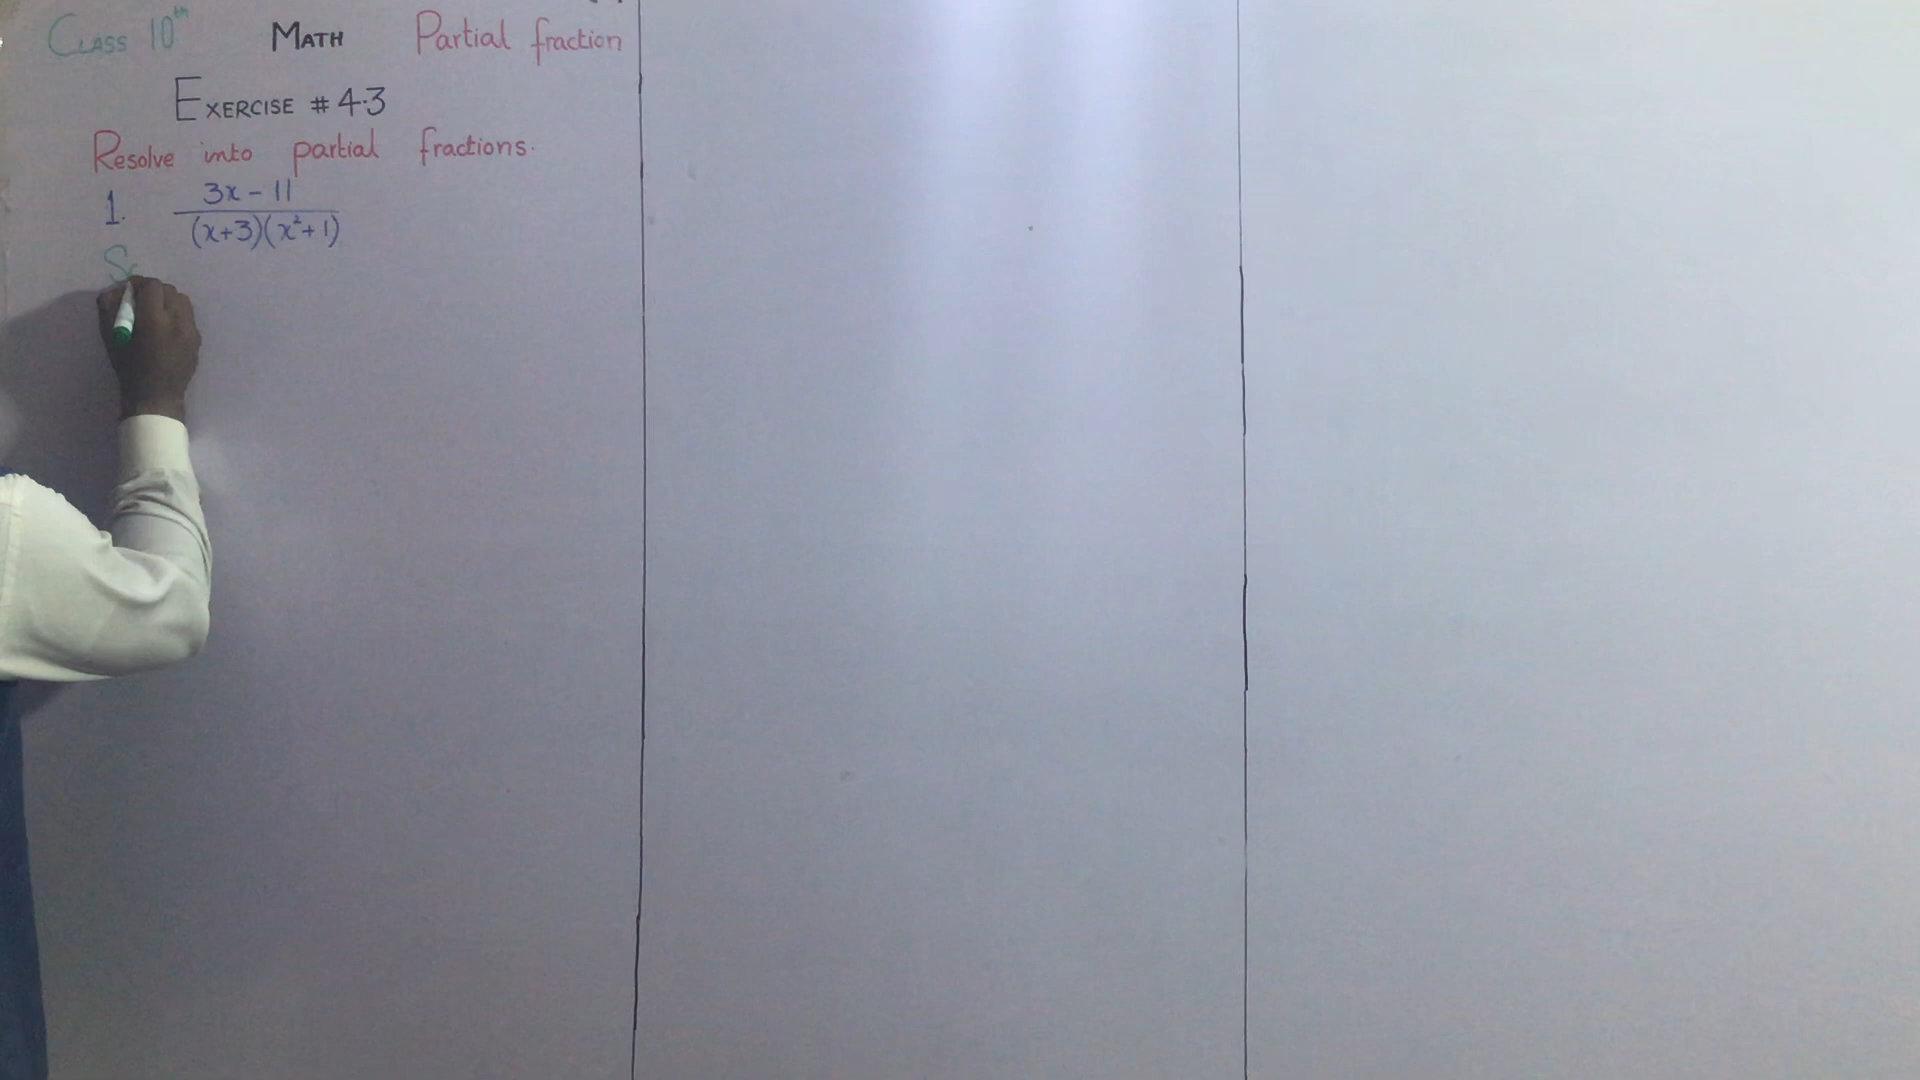 Class 10th Math Partial fraction
Exercise # 4.3
Resolve into partial fractions.
1. 3x - 11
(x+3)(x²+1)